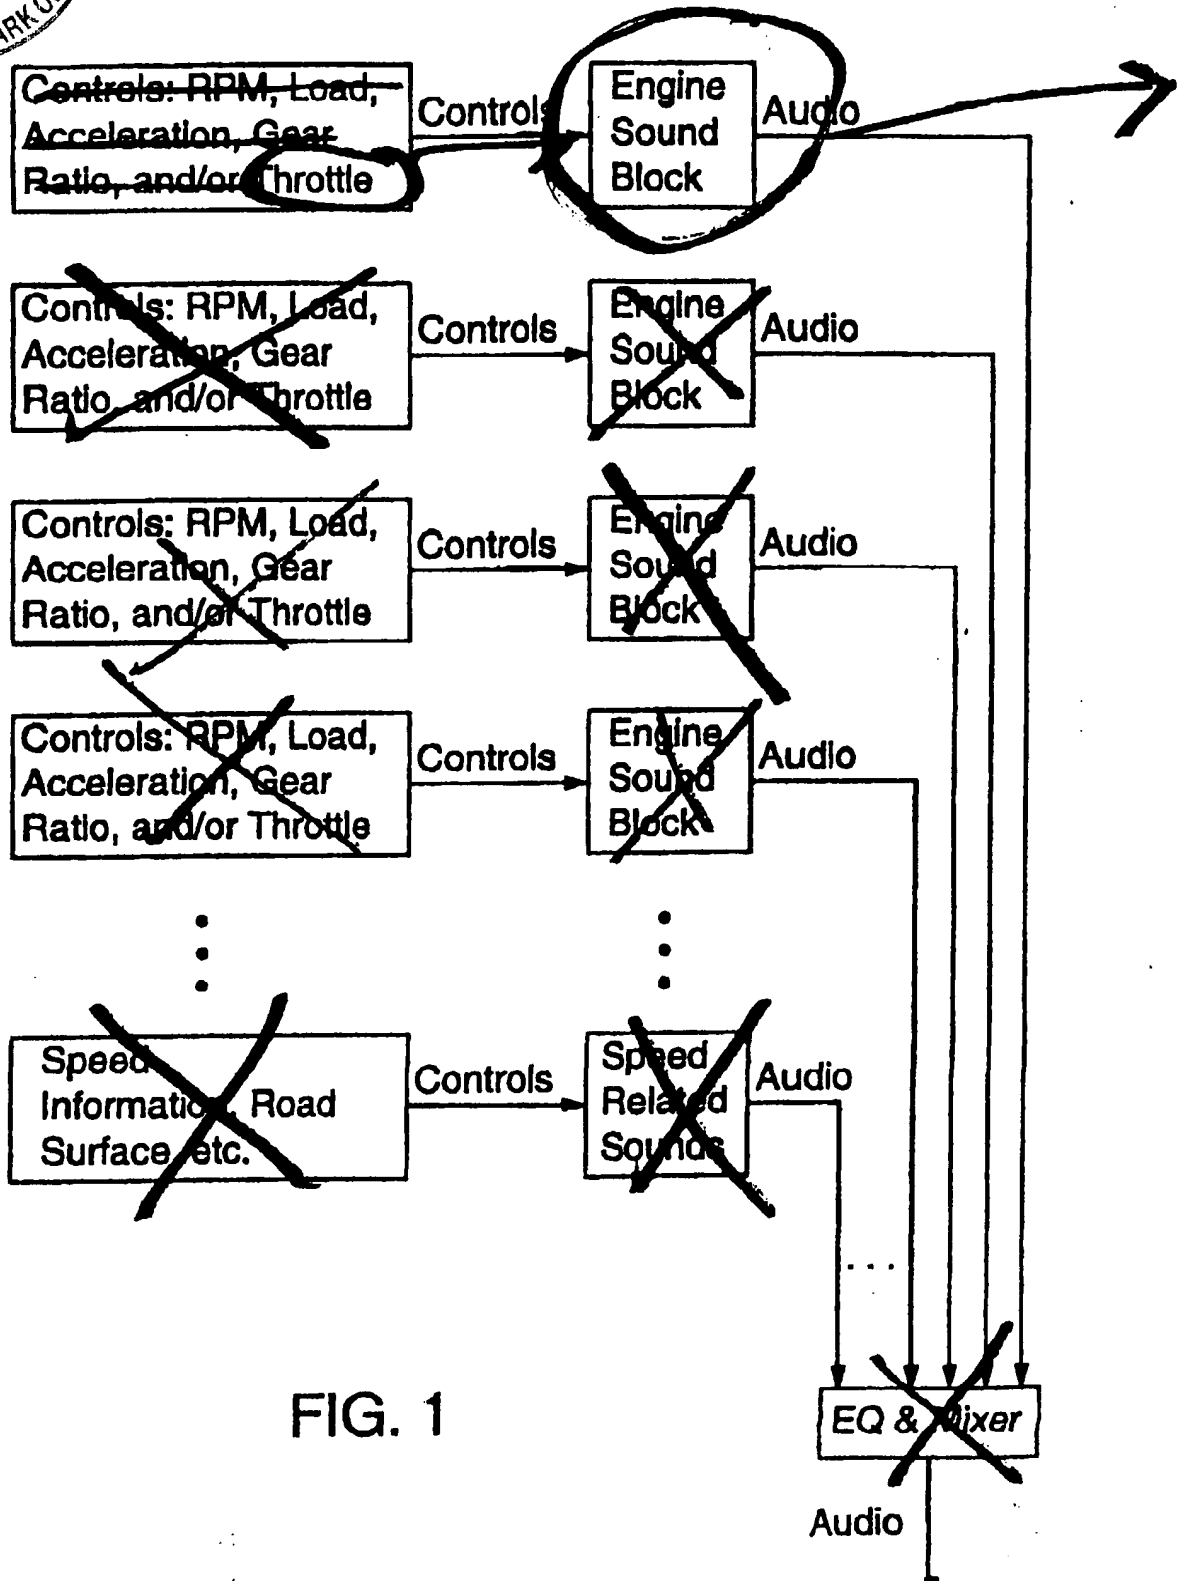 ARK O
Controls: RPM, Load,
Acceleration, Gear
Ratio, and/or Throttle
Controls
Engine
Sound
Block
Audio
Controls: RPM, Load,
Acceleration, Gear
Ratio, and/or Throttle
Controls
Engine
Sound
Block
Audio
Controls: RPM, Load,
Acceleration, Gear
Ratio, and/or Throttle
Controls
Engine
Sound
Block
Audio
Controls: RPM, Load,
Acceleration, Gear
Ratio, and/or Throttle
Controls
Engine
Sound
Block
Audio
Speed
Information, Road
Surface, etc.
Controls
Speed
Related
Sounds
Audio
EQ & Mixer
Audio
FIG. 1